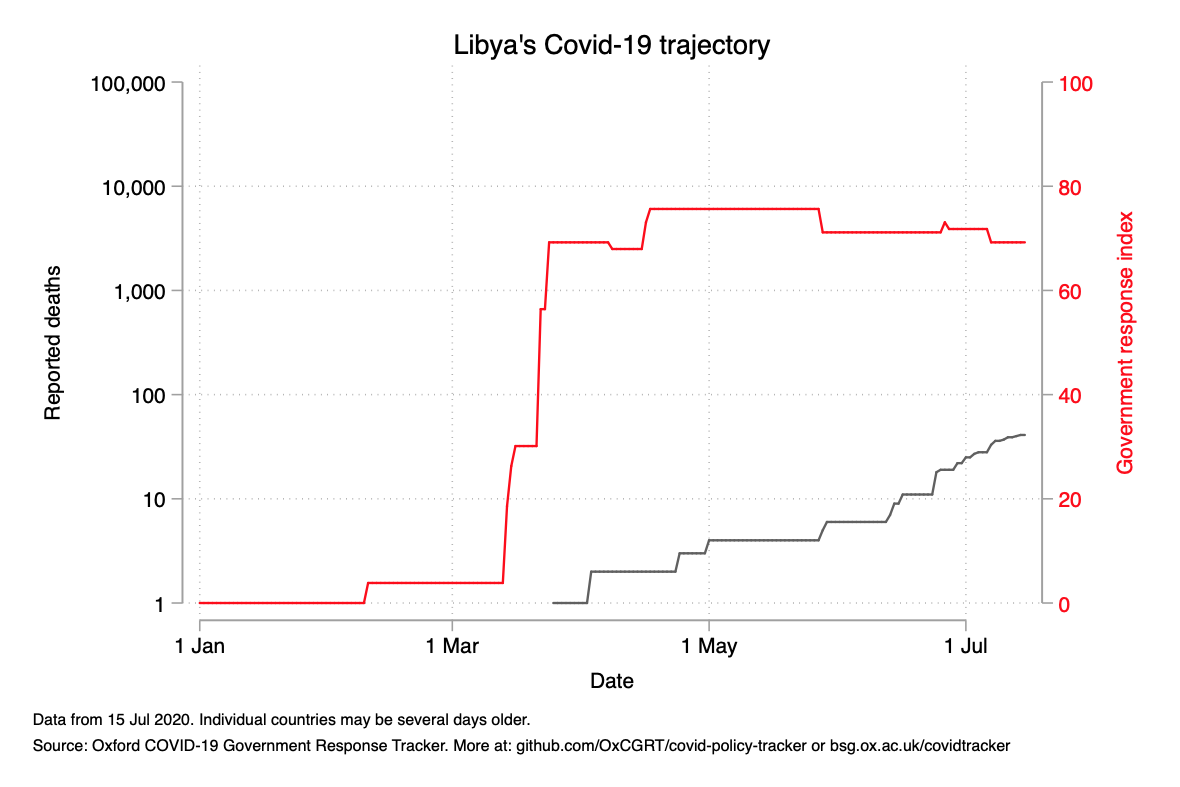 Libya's Covid-19 trajectory
100,000
10,000
1,000
100
10
1
Reported deaths
100
80
60
40
20
0
Government response index
1 Jan
1 Mar
1 May
1 Jul
Date
Data from 15 Jul 2020. Individual countries may be several days older.
Source: Oxford COVID-19 Government Response Tracker. More at: github.com/OxCGRT/covid-policy-tracker or bsg.ox.ac.uk/covidtracker